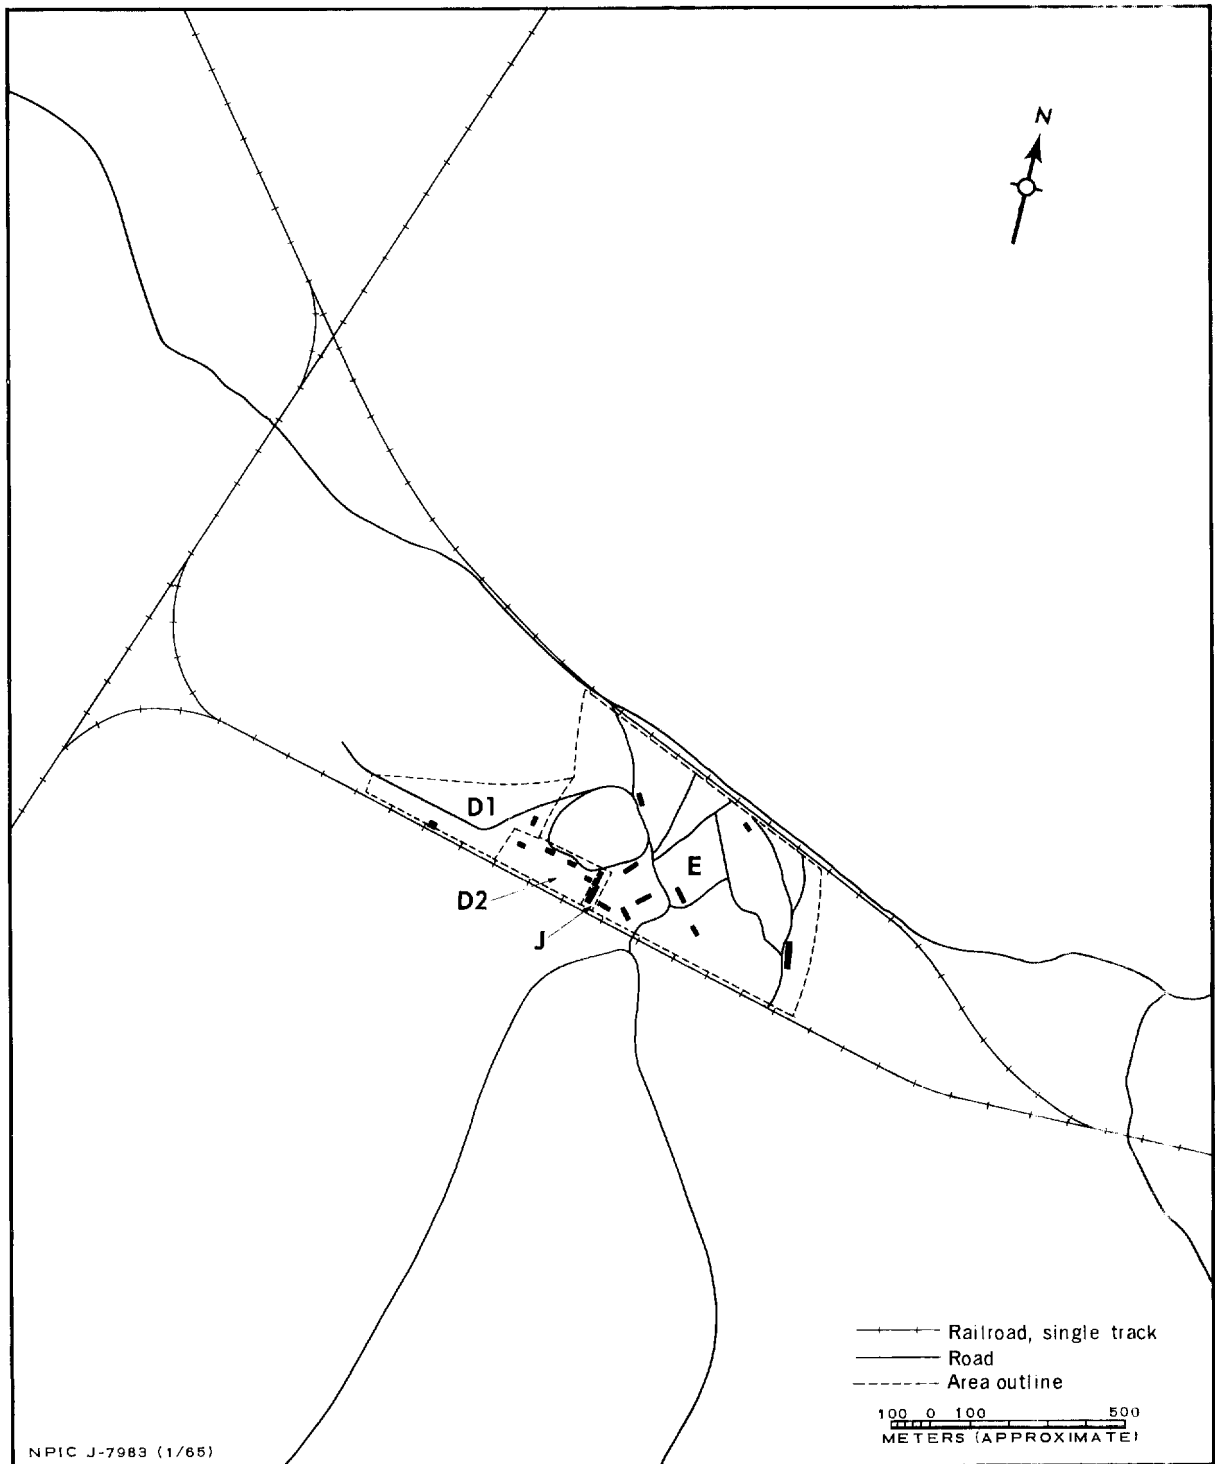 N
D1
E
D2
J
Railroad, single track
Road
Area outline
100 0 100 500
METERS (APPROXIMATE)
NPIC J-7983 (1/65)